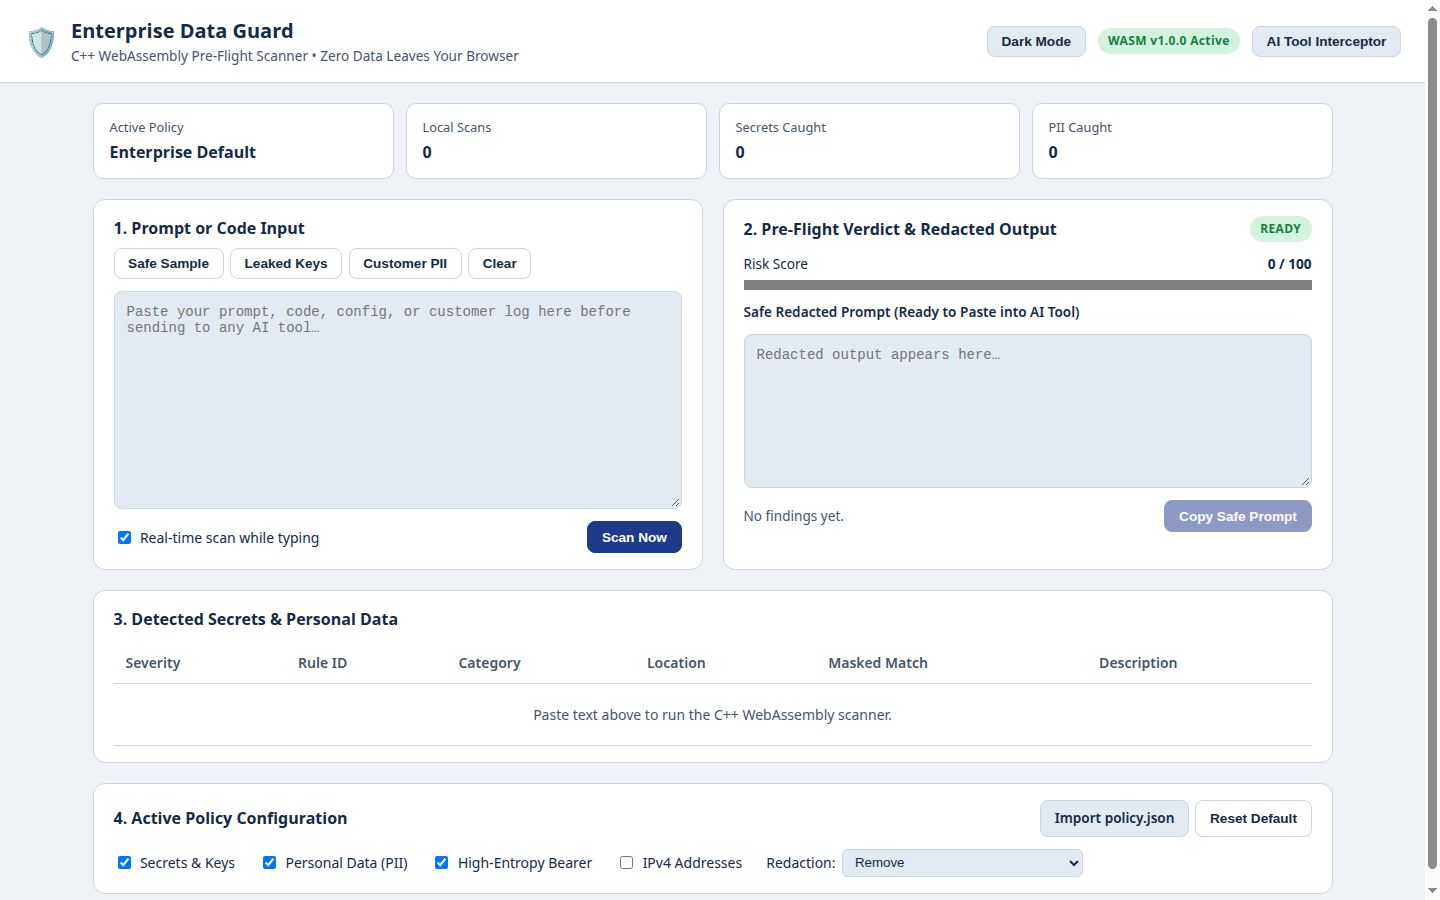 Enterprise Data Guard
C++ WebAssembly Pre-Flight Scanner • Zero Data Leaves Your Browser
Dark Mode
WASM v1.0.0 Active
AI Tool Interceptor
Active Policy
Enterprise Default
Local Scans
0
Secrets Caught
0
PII Caught
0
1. Prompt or Code Input
Safe Sample
Leaked Keys
Customer PII
Clear
Paste your prompt, code, config, or customer log here before
sending to any AI tool…
Real-time scan while typing
Scan Now
2. Pre-Flight Verdict & Redacted Output
READY
Risk Score
0 / 100
Safe Redacted Prompt (Ready to Paste into AI Tool)
Redacted output appears here…
No findings yet.
Copy Safe Prompt
3. Detected Secrets & Personal Data
Severity Rule ID Category Location Masked Match Description
Paste text above to run the C++ WebAssembly scanner.
4. Active Policy Configuration
Import policy.json
Reset Default
Secrets & Keys
Personal Data (PII)
High-Entropy Bearer
IPv4 Addresses
Redaction:
Remove